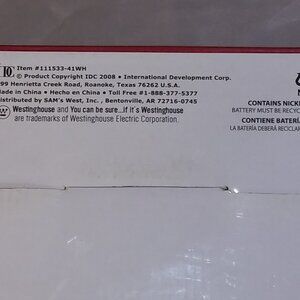 Item #111533-41WH
© Product Copyright IDC 2008 • International Development Corp.
99 Henrietta Creek Road, Roanoke, Texas 76262 U.S.A.
Made in China • Hecho en China • Toll Free #1-888-377-5377
Distributed by SAM's West, Inc., Bentonville, AR 72716-0745
Westinghouse and You can be sure...if it's Westinghouse
are trademarks of Westinghouse Electric Corporation.
CONTAINS NICKE
BATTERY MUST BE RECYC
CONTIENE BATERÍA
LA BATERÍA DEBERÁ RECICLAR